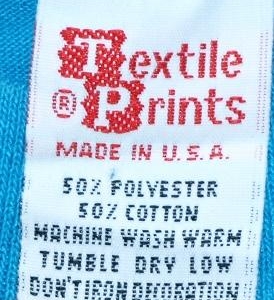 Textile
® Prints
MADE IN U.S.A.
50% POLYESTER
50% COTTON
MACHINE WASH WARM
TUMBLE DRY LOW
DON'T IRON DECORATION